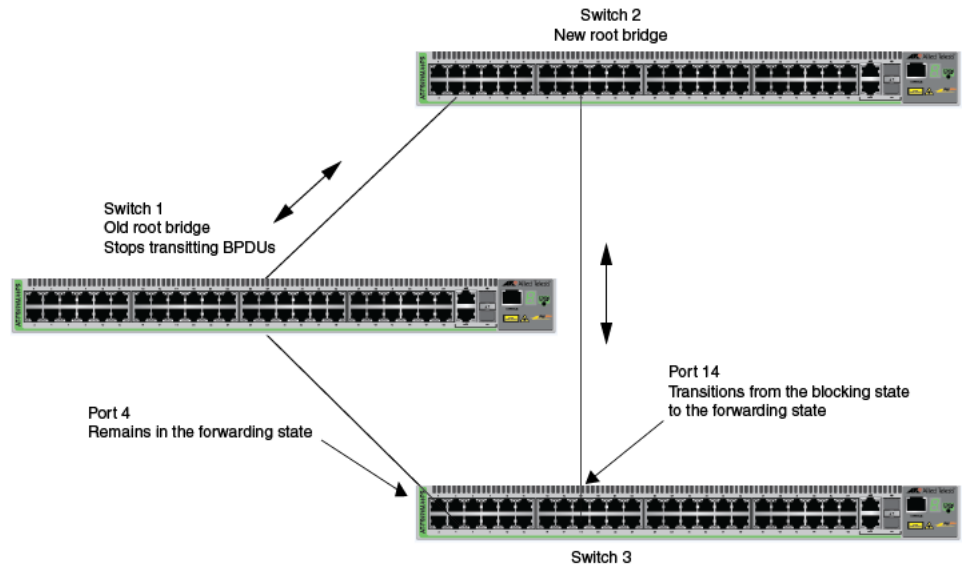 Switch 2
New root bridge
Switch 1
Old root bridge
Stops transitting BPDUs
Port 14
Transitions from the blocking state
to the forwarding state
Port 4
Remains in the forwarding state
Switch 3